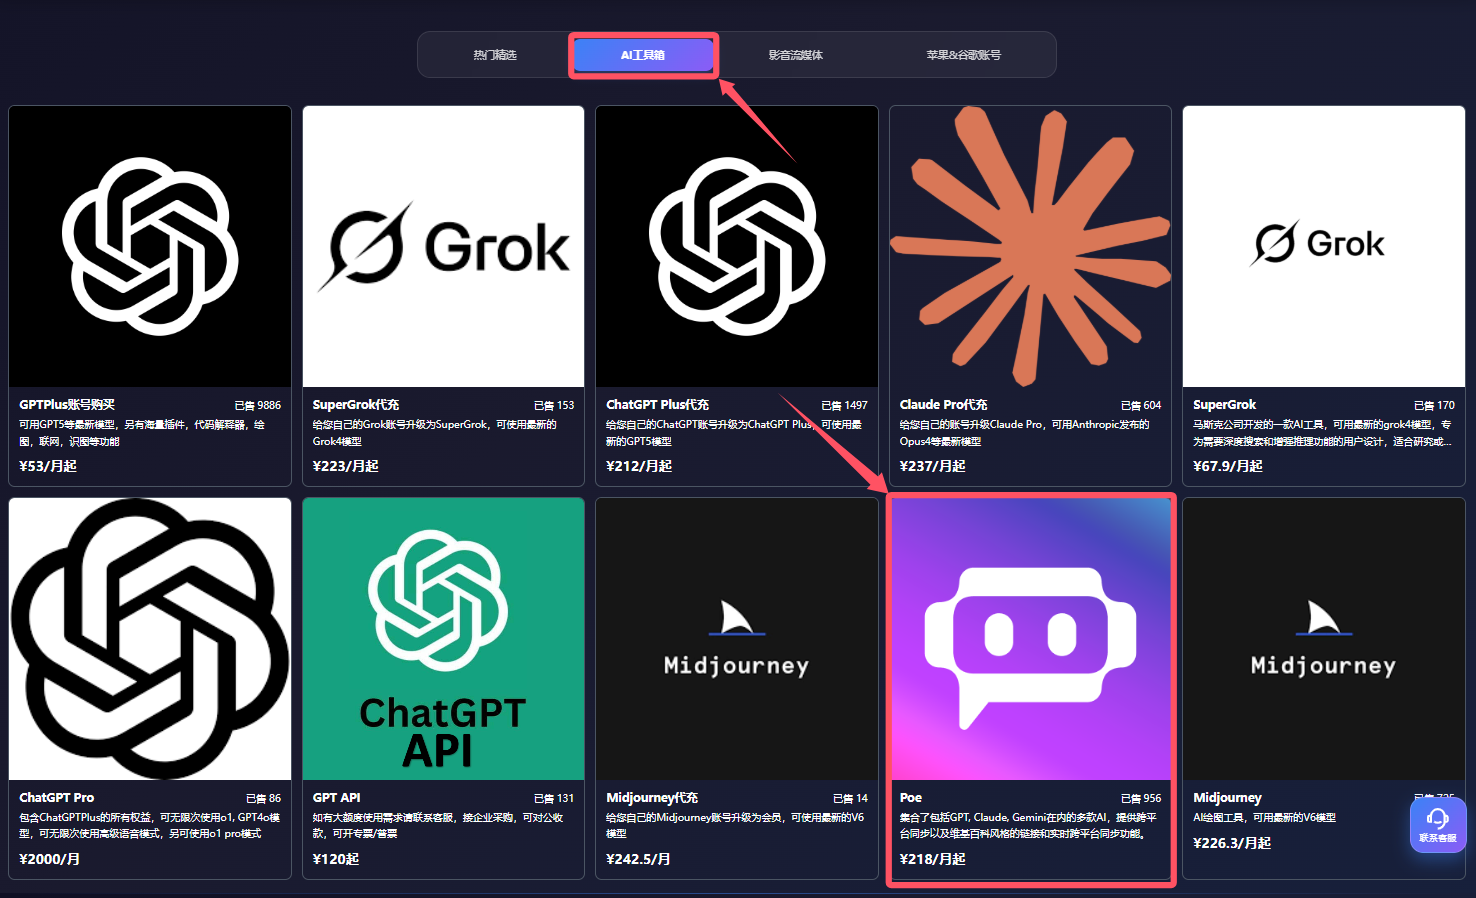 热门精选
AI工具箱
影音流媒体
苹果&谷歌账号
Grok
Grok
GPTPlus账号购买
已售 9886
可用GPT5等最新模型，另有海量插件，代码解释器，绘
图，联网，识图等功能
¥53/月起
SuperGrok代充
已售 153
给您自己的Grok账号升级为SuperGrok，可使用最新的
Grok4模型
¥223/月起
ChatGPT Plus代充
已售 1497
给您自己的ChatGPT账号升级为ChatGPT Plus，可使用最
新的GPT5模型
¥212/月起
Claude Pro代充
已售 604
给您自己的账号升级Claude Pro，可用Anthropic发布的
Opus4等最新模型
¥237/月起
SuperGrok
已售 170
马斯克公司开发的一款AI工具，可用最新的grok4模型，专
为需要深度搜索和增强推理功能的用户设计，适合研究或...
¥67.9/月起
ChatGPT
API
Midjourney
Midjourney
ChatGPT Pro
已售 86
包含ChatGPTPlus的所有权益，可无限次使用o1, GPT4o模
型，可无限次使用高级语音模式，另可使用o1 pro模式
¥2000/月
GPT API
已售 131
如有大额度使用需求请联系客服，接企业采购，可对公收
款，可开专票/普票
¥120起
Midjourney代充
已售 14
给您自己的Midjourney账号升级为会员，可使用最新的V6
模型
¥242.5/月
Poe
已售 956
集合了包括GPT, Claude, Gemini在内的多款AI，提供跨平
台同步以及维基百科风格的链接和实时跨平台同步功能。
¥218/月起
Midjourney
已售
AI绘图工具，可用最新的V6模型
¥226.3/月起
联系客服